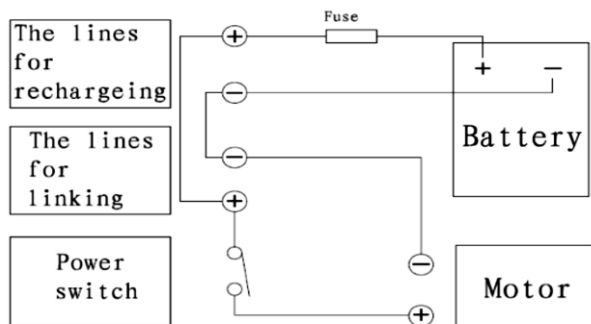 The lines
for
rechargeing
Fuse
+
−
+
−
Battery
The lines
for
linking
−
+
Power
switch
−
+
Motor